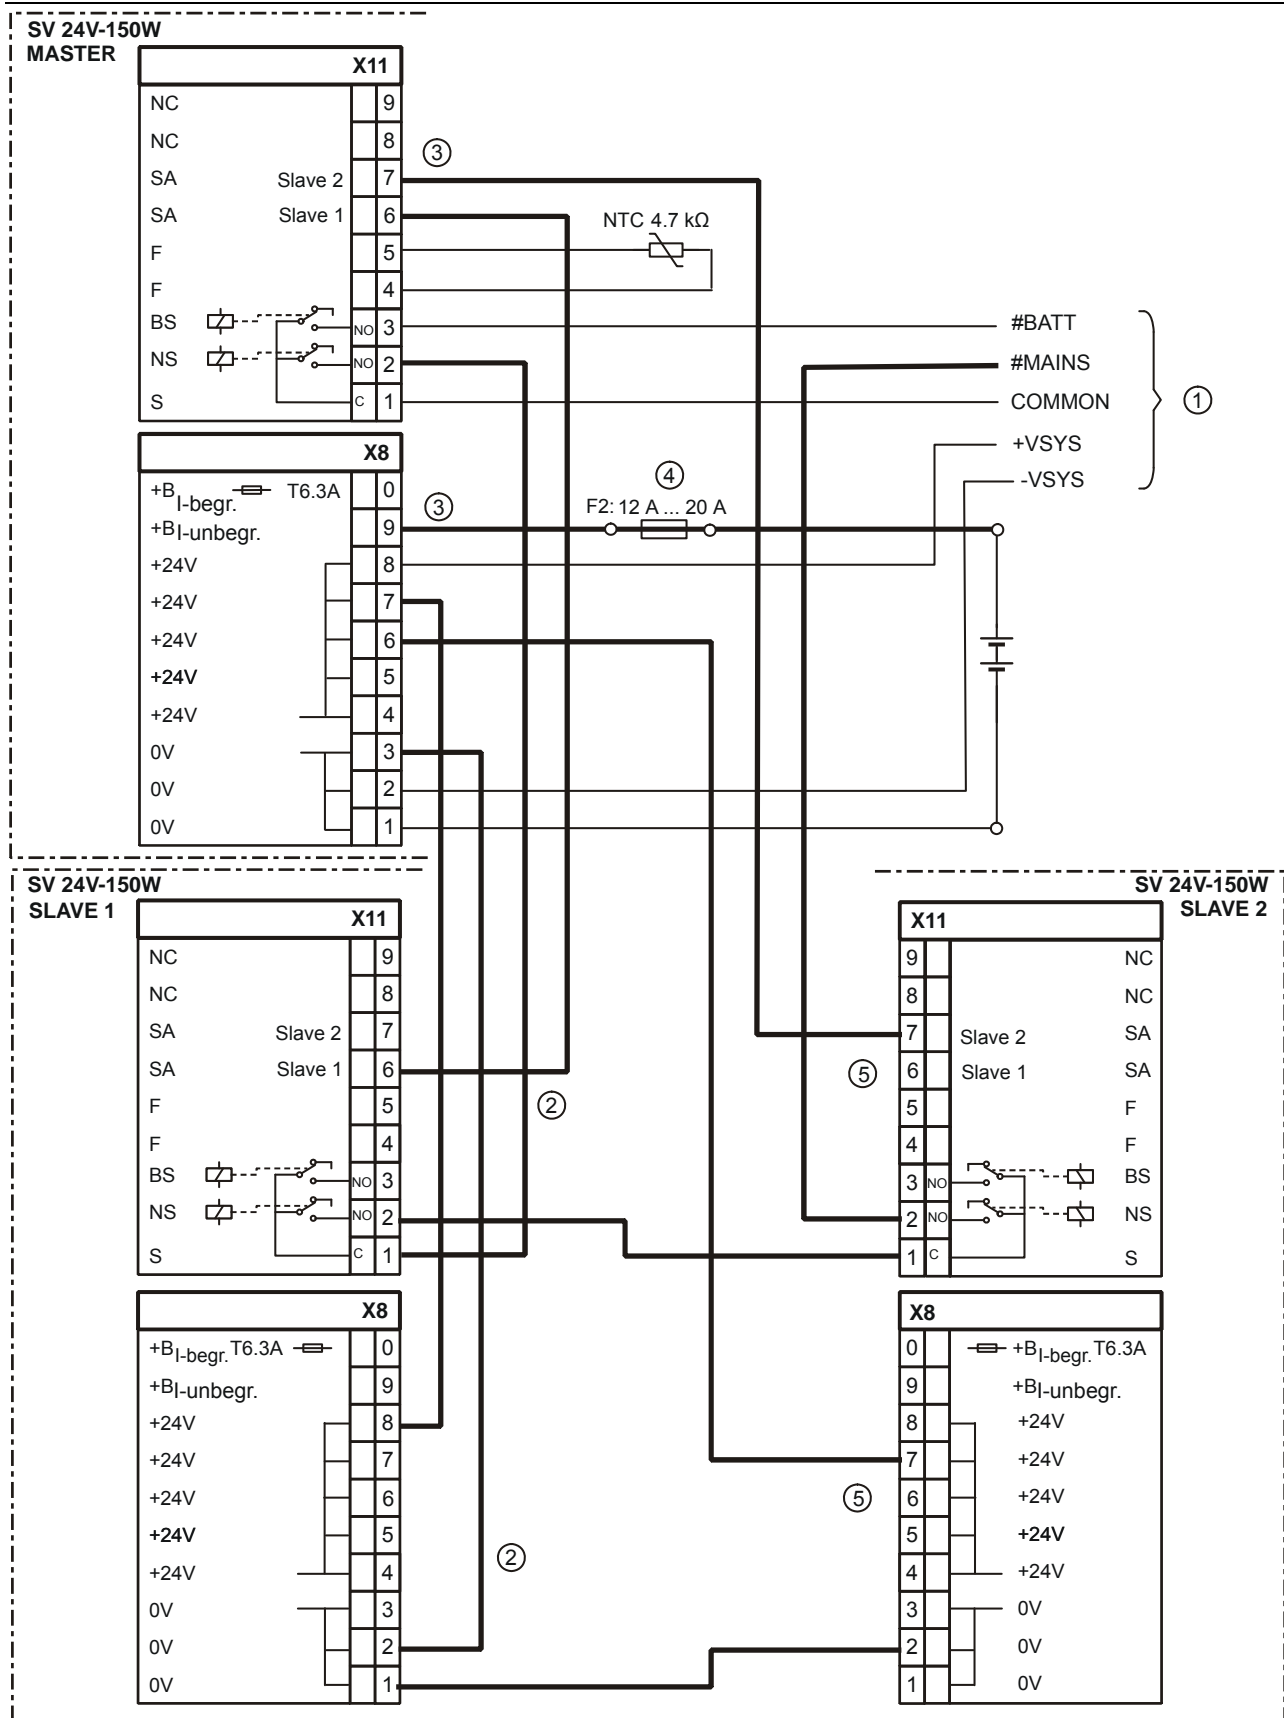 SV 24V-150W
MASTER
X11
NC 9
NC 8
SA Slave 2 7
SA Slave 1 6
F 5
F 4
BS NO 3
NS NO 2
S C 1
③
NTC 4.7 kΩ
#BATT
#MAINS
COMMON
+VSYS
-VSYS
①
X8
+B I-begr. T6.3A 0
+B I-unbegr. 9
+24V 8
+24V 7
+24V 6
+24V 5
+24V 4
0V 3
0V 2
0V 1
③
④
F2: 12 A ... 20 A
SV 24V-150W
SLAVE 1
X11
NC 9
NC 8
SA Slave 2 7
SA Slave 1 6
F 5
F 4
BS NO 3
NS NO 2
S C 1
②
X8
+B I-begr. T6.3A 0
+B I-unbegr. 9
+24V 8
+24V 7
+24V 6
+24V 5
+24V 4
0V 3
0V 2
0V 1
②
SV 24V-150W
SLAVE 2
X11
9 NC
8 NC
7 Slave 2 SA
6 Slave 1 SA
5 F
4 F
3 NO BS
2 NO NS
1 C S
⑤
X8
0 +B I-begr. T6.3A
9 +B I-unbegr.
8 +24V
7 +24V
6 +24V
5 +24V
4 +24V
3 0V
2 0V
1 0V
⑤